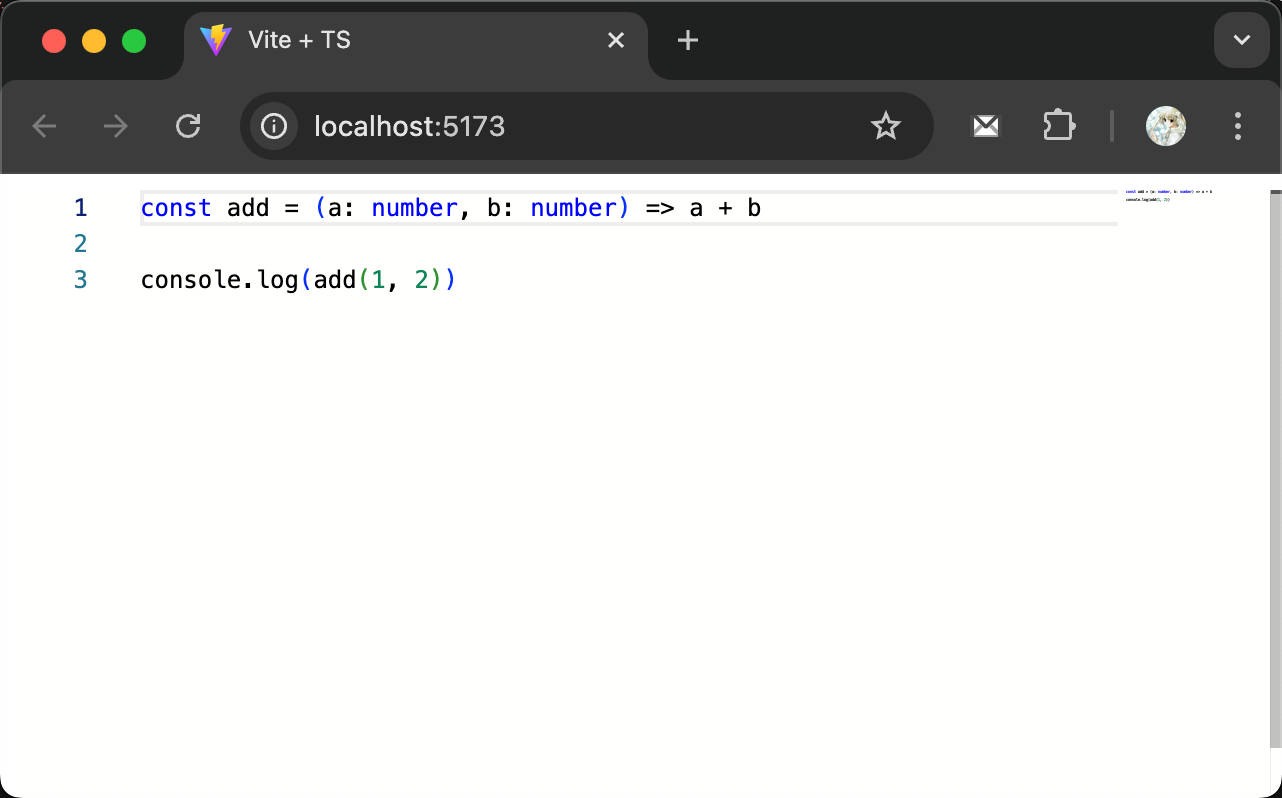 Vite + TS
localhost:5173
1 const add = (a: number, b: number) => a + b
2
3 console.log(add(1, 2))
const add = (a: number, b: number) => a + b
console.log(add(1, 2))